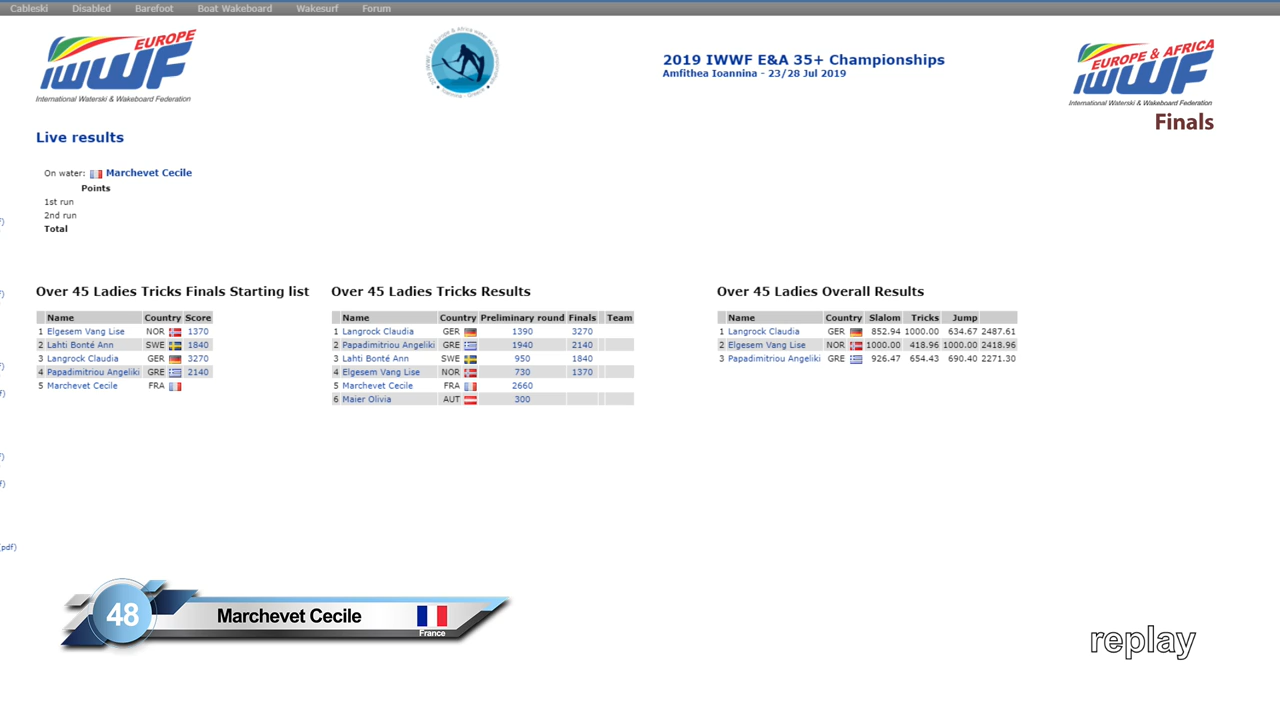 Cableski Disabled Barefoot Boat Wakeboard Wakesurf Forum
EUROPE
IWWF
International Waterski & Wakeboard Federation
2019 IWWF E&A 35+ Championships
Amfithea Ioannina - 23/28 Jul 2019
EUROPE & AFRICA
IWWF
International Waterski & Wakeboard Federation
Finals
Live results
On water: Marchevet Cecile
Points
1st run
2nd run
Total
Over 45 Ladies Tricks Finals Starting list
Name Country Score
1 Elgesem Vang Lise NOR 1370
2 Lahti Bonté Ann SWE 1840
3 Langrock Claudia GER 3270
4 Papadimitriou Angeliki GRE 2140
5 Marchevet Cecile FRA
Over 45 Ladies Tricks Results
Name Country Preliminary round Finals Team
1 Langrock Claudia GER 1390 3270
2 Papadimitriou Angeliki GRE 1940 2140
3 Lahti Bonté Ann SWE 950 1840
4 Elgesem Vang Lise NOR 730 1370
5 Marchevet Cecile FRA 2660
6 Maier Olivia AUT 300
Over 45 Ladies Overall Results
Name Country Slalom Tricks Jump
1 Langrock Claudia GER 852.94 1000.00 634.67 2487.61
2 Elgesem Vang Lise NOR 1000.00 418.96 1000.00 2418.96
3 Papadimitriou Angeliki GRE 926.47 654.43 690.40 2271.30
(pdf)
48 Marchevet Cecile
France
replay